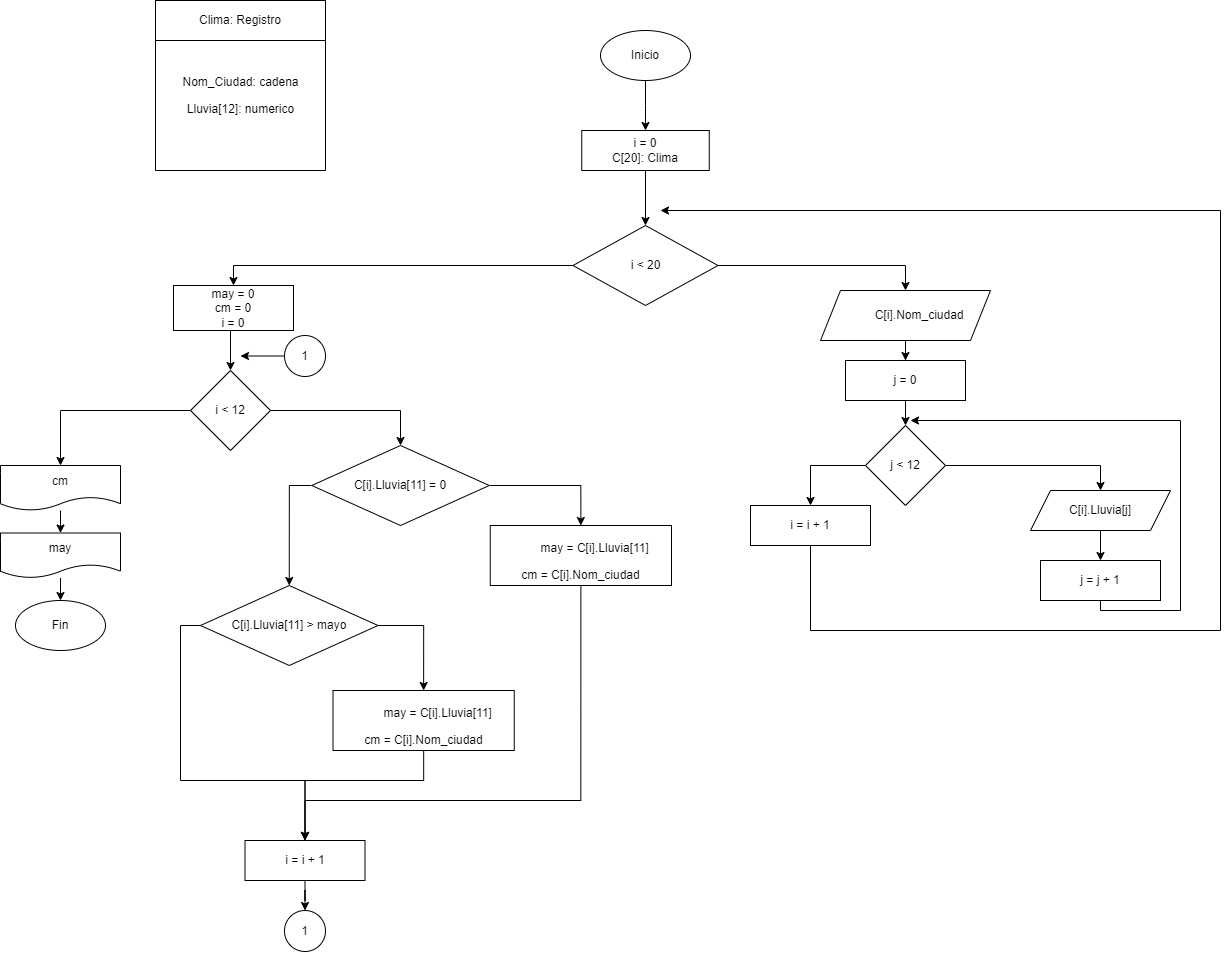 Clima: Registro
Nom_Ciudad: cadena
Lluvia[12]: numerico
Inicio
i = 0
C[20]: Clima
i < 20
may = 0
cm = 0
i = 0
1
i < 12
cm
may
Fin
C[i].Lluvia[11] = 0
may = C[i].Lluvia[11]
cm = C[i].Nom_ciudad
C[i].Lluvia[11] > mayo
may = C[i].Lluvia[11]
cm = C[i].Nom_ciudad
i = i + 1
1
C[i].Nom_ciudad
j = 0
j < 12
i = i + 1
C[i].Lluvia[j]
j = j + 1